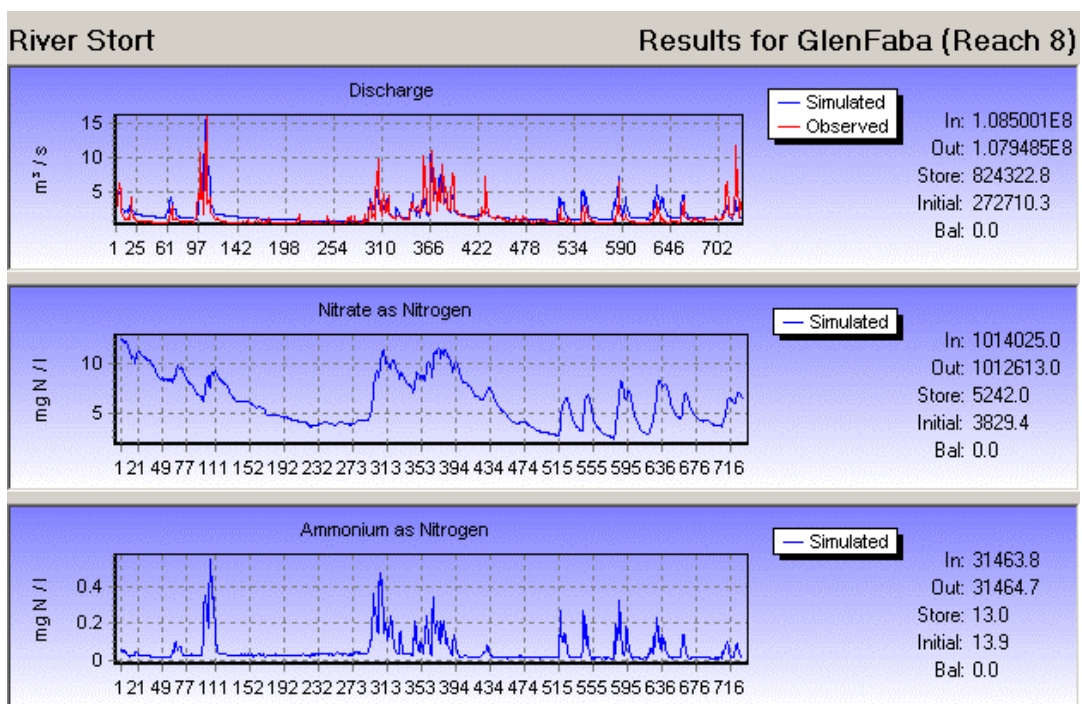 River Stort
Results for GlenFaba (Reach 8)
Discharge
Simulated
Observed
m³ / s
15
10
5
1 25 61 97 142 198 254 310 366 422 478 534 590 646 702
In: 1.085001E8
Out: 1.079485E8
Store: 824322.8
Initial: 272710.3
Bal: 0.0
Nitrate as Nitrogen
Simulated
mg N / l
10
5
1 21 49 77 111 152 192 232 273 313 353 394 434 474 515 555 595 636 676 716
In: 1014025.0
Out: 1012613.0
Store: 5242.0
Initial: 3829.4
Bal: 0.0
Ammonium as Nitrogen
Simulated
mg N / l
0.4
0.2
0
1 21 49 77 111 152 192 232 273 313 353 394 434 474 515 555 595 636 676 716
In: 31463.8
Out: 31464.7
Store: 13.0
Initial: 13.9
Bal: 0.0